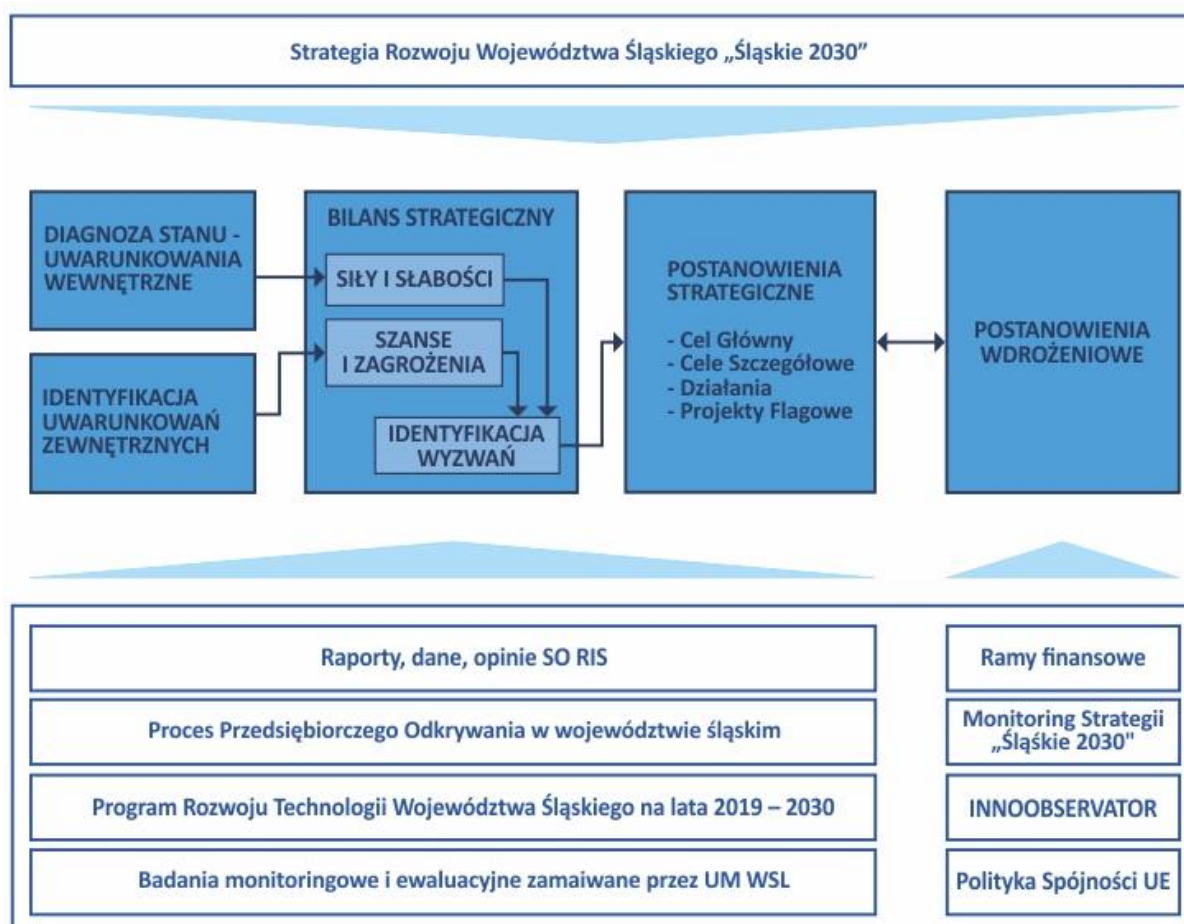 Strategia Rozwoju Województwa Śląskiego „Śląskie 2030”
DIAGNOZA STANU -
UWARUNKOWANIA
WEWNĘTRZNE
IDENTYFIKACJA
UWARUNKOWAŃ
ZEWNĘTRZNYCH
BILANS STRATEGICZNY
SIŁY I SŁABOŚCI
SZANSE
I ZAGROŻENIA
IDENTYFIKACJA
WYZWAŃ
POSTANOWIENIA
STRATEGICZNE
- Cel Główny
- Cele Szczegółowe
- Działania
- Projekty Flagowe
POSTANOWIENIA
WDROŻENIOWE
Raporty, dane, opinie SO RIS
Proces Przedsiębiorczego Odkrywania w województwie śląskim
Program Rozwoju Technologii Województwa Śląskiego na lata 2019 – 2030
Badania monitoringowe i ewaluacyjne zamaiwane przez UM WSL
Ramy finansowe
Monitoring Strategii
„Śląśkie 2030"
INNOOBSERVATOR
Polityka Spójności UE